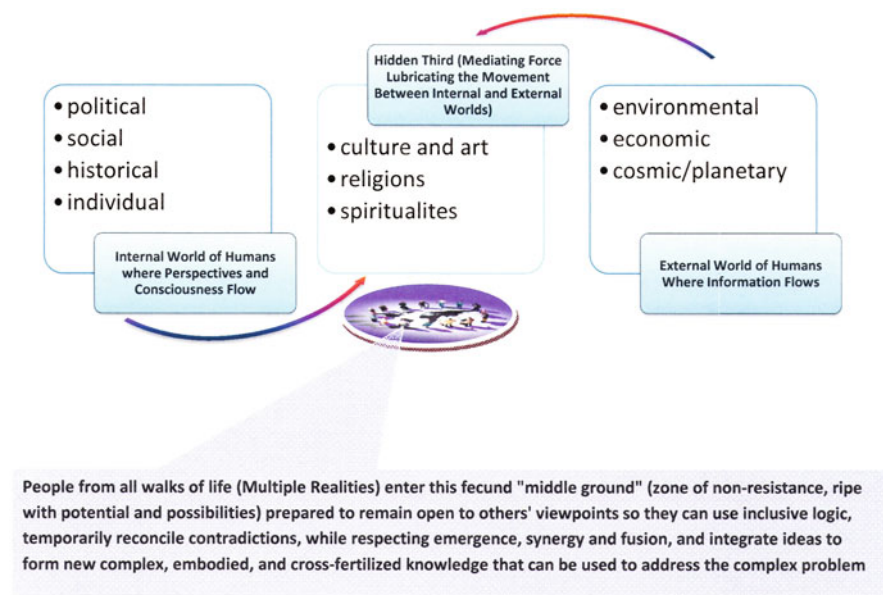 • political
• social
• historical
• individual
Internal World of Humans
where Perspectives and
Consciousness Flow
Hidden Third (Mediating Force
Lubricating the Movement
Between Internal and External
Worlds)
• culture and art
• religions
• spiritualites
• environmental
• economic
• cosmic/planetary
External World of Humans
Where Information Flows
People from all walks of life (Multiple Realities) enter this fecund "middle ground" (zone of non-resistance, ripe
with potential and possibilities) prepared to remain open to others' viewpoints so they can use inclusive logic,
temporarily reconcile contradictions, while respecting emergence, synergy and fusion, and integrate ideas to
form new complex, embodied, and cross-fertilized knowledge that can be used to address the complex problem